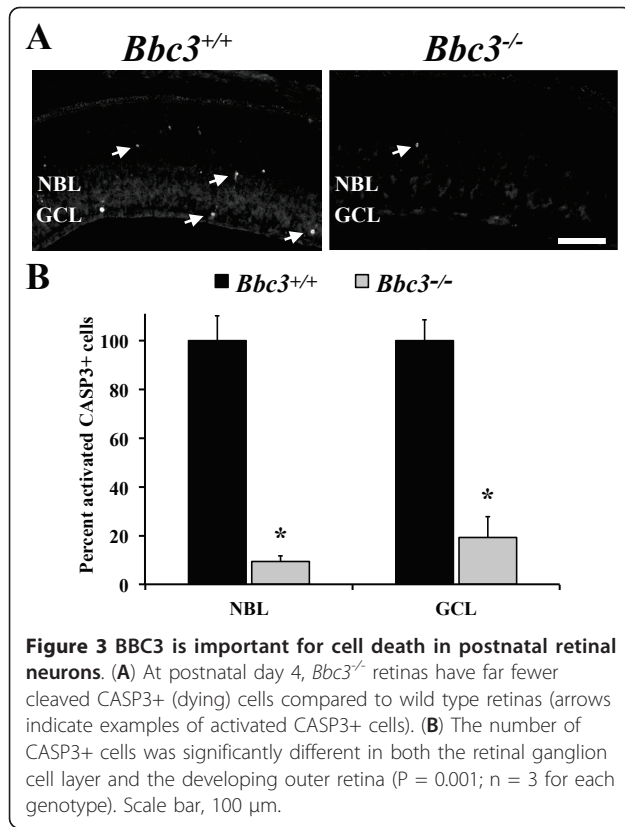 A Bbc3+/+ Bbc3-/-
NBL NBL
GCL GCL
B Bbc3+/+ Bbc3-/-
Percent activated CASP3+ cells
100
80
60
40
20
0
* *
NBL GCL
Figure 3 BBC3 is important for cell death in postnatal retinal
neurons. (A) At postnatal day 4, Bbc3-/- retinas have far fewer
cleaved CASP3+ (dying) cells compared to wild type retinas (arrows
indicate examples of activated CASP3+ cells). (B) The number of
CASP3+ cells was significantly different in both the retinal ganglion
cell layer and the developing outer retina (P = 0.001; n = 3 for each
genotype). Scale bar, 100 μm.